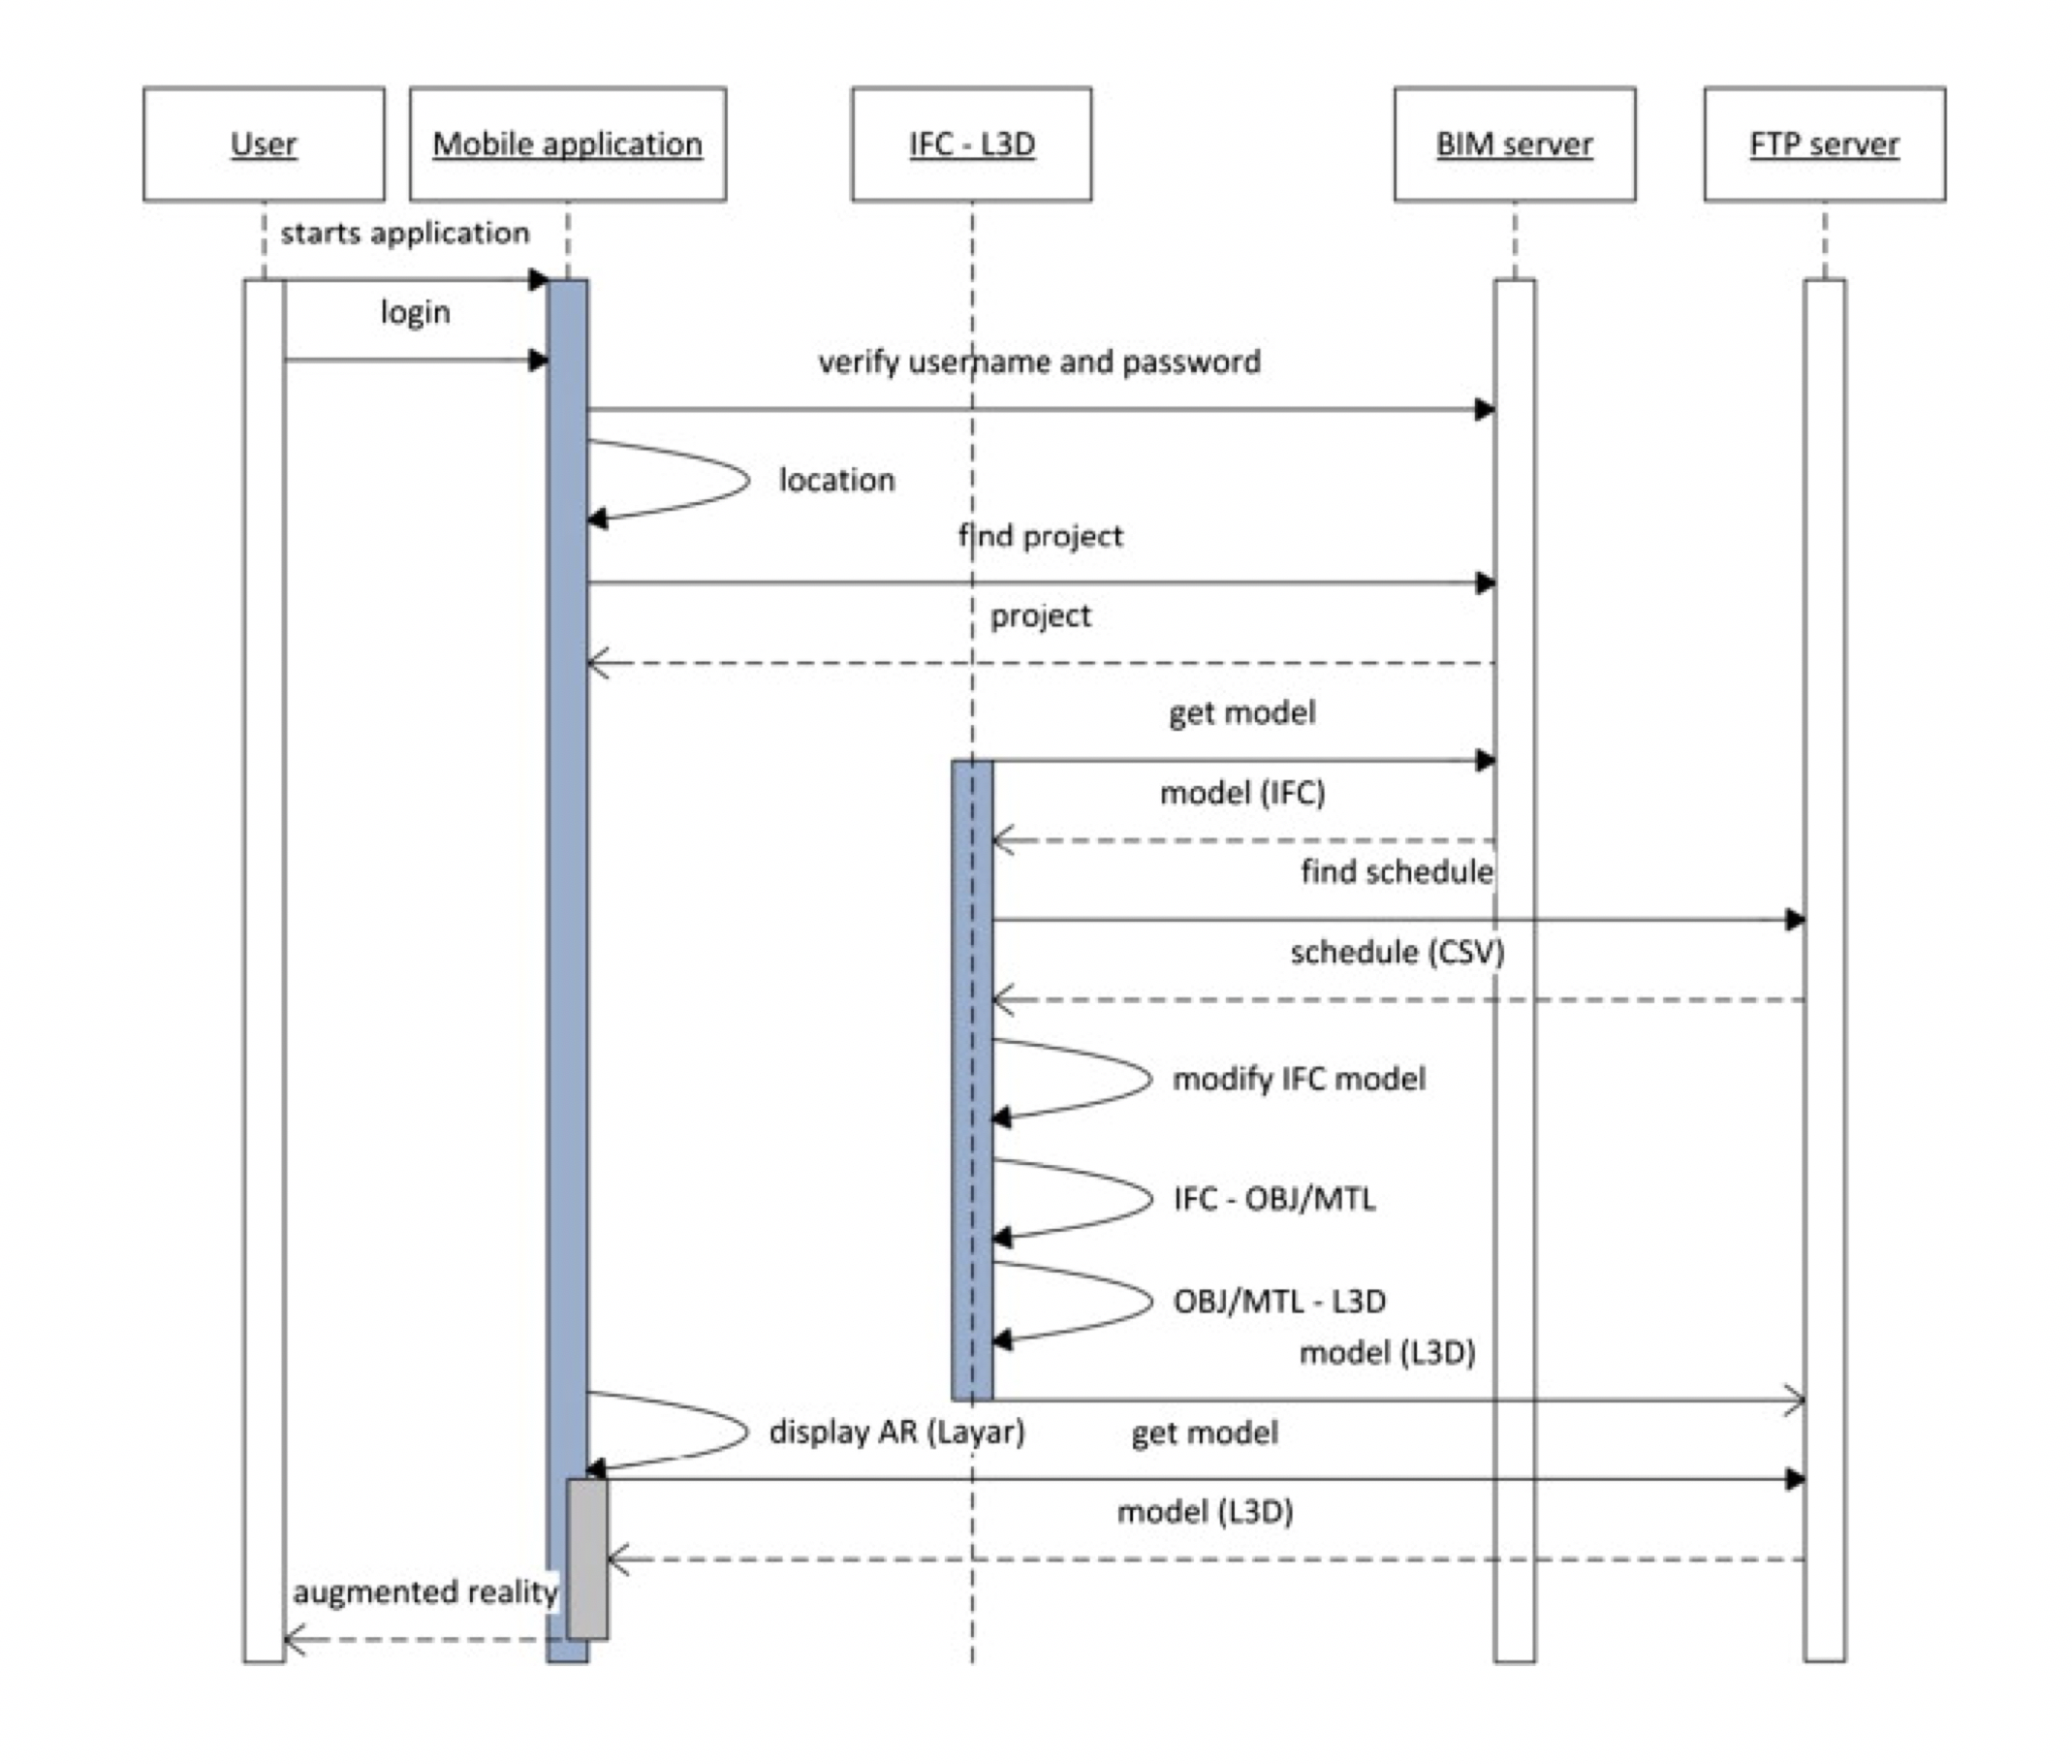 User
Mobile application
IFC - L3D
BIM server
FTP server
starts application
login
verify username and password
location
find project
project
get model
model (IFC)
find schedule
schedule (CSV)
modify IFC model
IFC - OBJ/MTL
OBJ/MTL - L3D
model (L3D)
display AR (Layar)
get model
model (L3D)
augmented reality